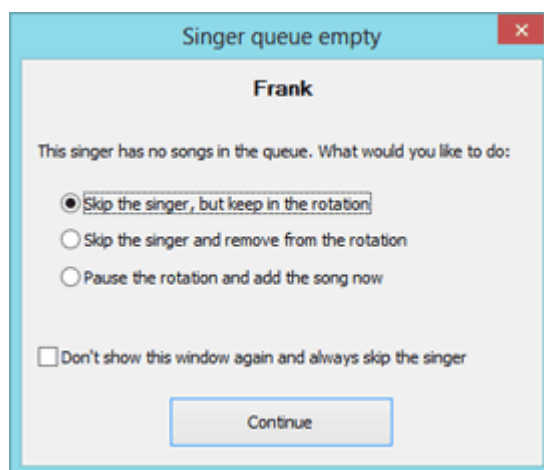 Singer queue empty
Frank
This singer has no songs in the queue. What would you like to do:
Skip the singer, but keep in the rotation
Skip the singer and remove from the rotation
Pause the rotation and add the song now
Don't show this window again and always skip the singer
Continue